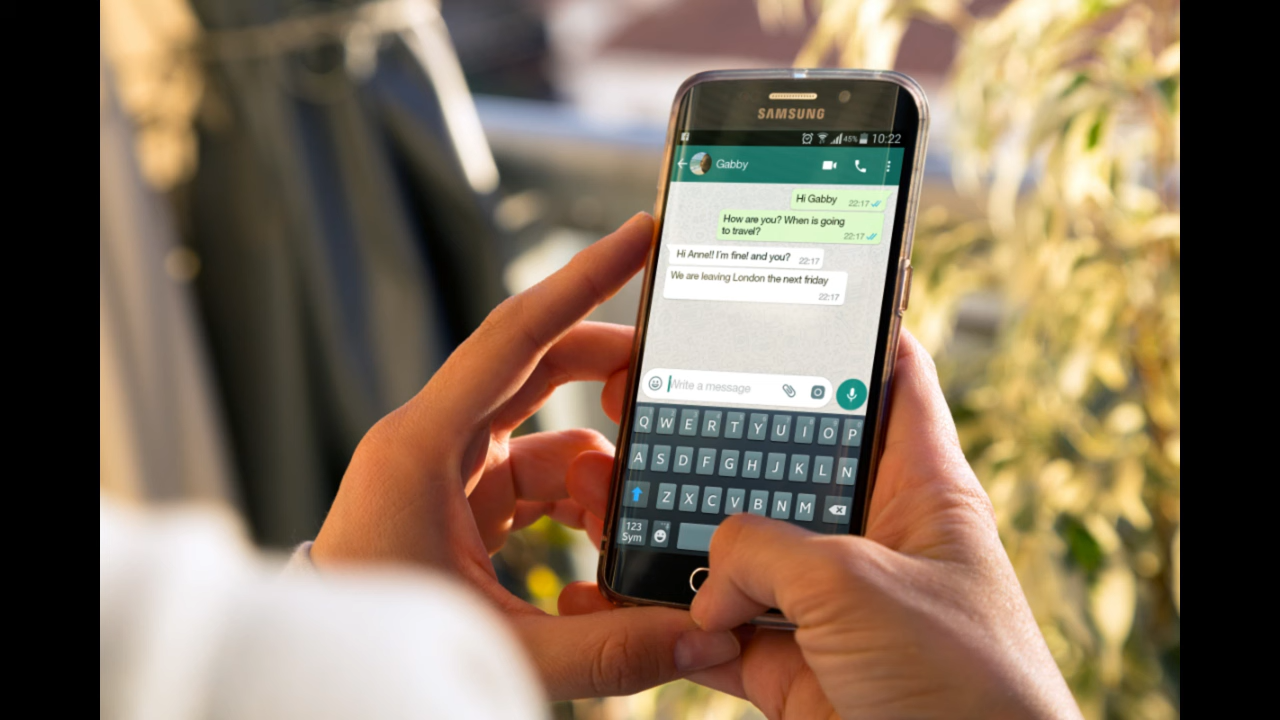 SAMSUNG
45% 10:22
Gabby
Hi Gabby 22:17
How are you? When is going
to travel?
22:17
Hi Anne!! I'm fine! and you? 22:17
We are leaving London the next friday
22:17
Write a message
Q W E R T Y U I O P
A S D F G H J K L N
Z X C V B N M
123
Sym